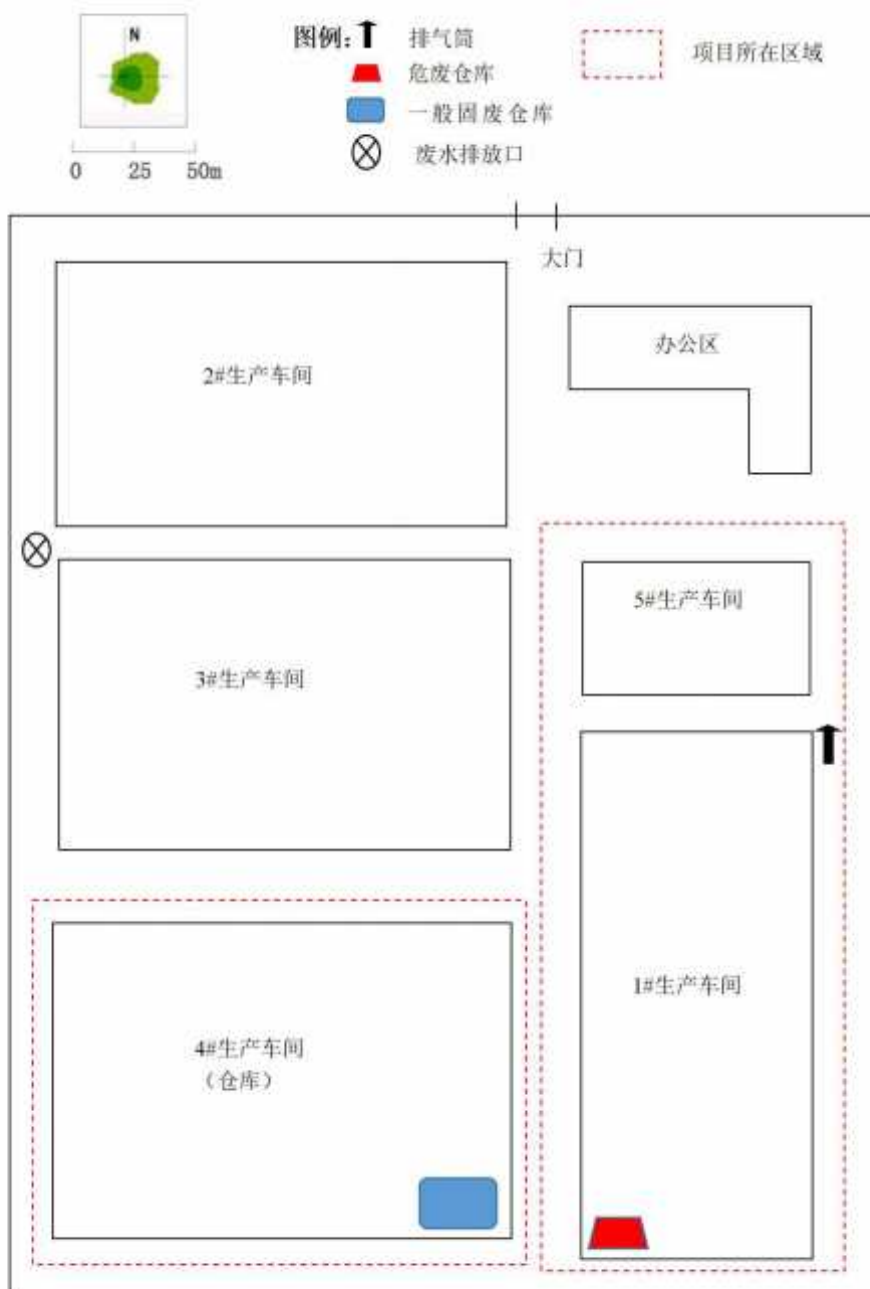 N
0 25 50m
图例:
排气筒
危废仓库
一般固废仓库
废水排放口
项目所在区域
大门
办公区
2#生产车间
5#生产车间
3#生产车间
1#生产车间
4#生产车间
（仓库）